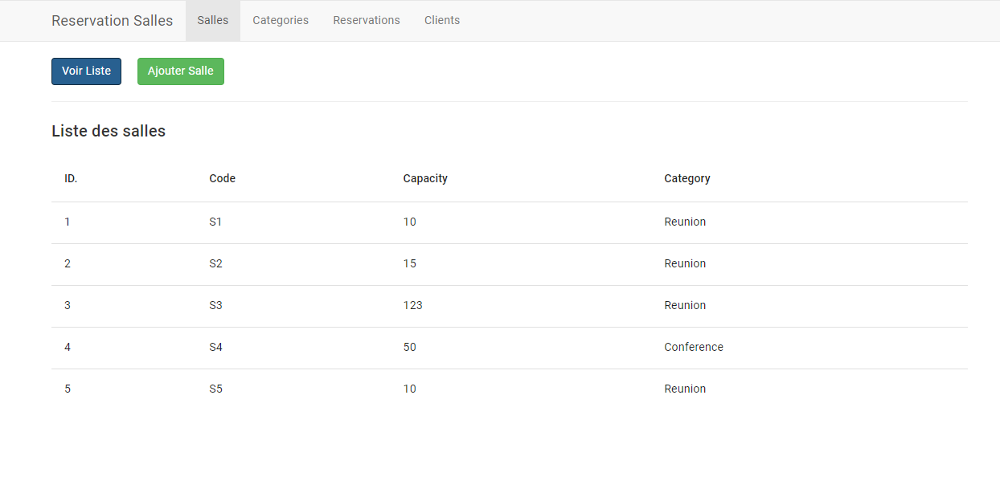 Reservation Salles Salles Categories Reservations Clients
Voir Liste Ajouter Salle
Liste des salles
ID. Code Capacity Category
1 S1 10 Reunion
2 S2 15 Reunion
3 S3 123 Reunion
4 S4 50 Conference
5 S5 10 Reunion